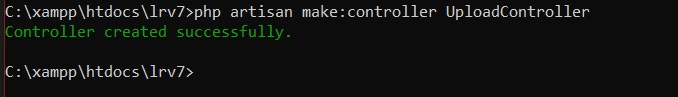 C:\xampp\htdocs\lrv7>php artisan make:controller UploadController
Controller created successfully.
C:\xampp\htdocs\lrv7>